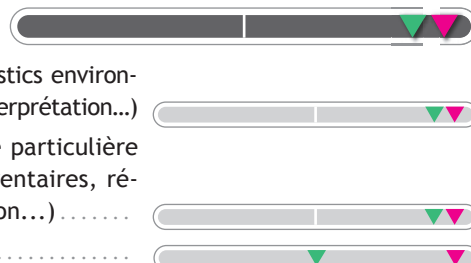 stics environ-
erprétation…)
particulière
entaires, ré-
on...).......
.............